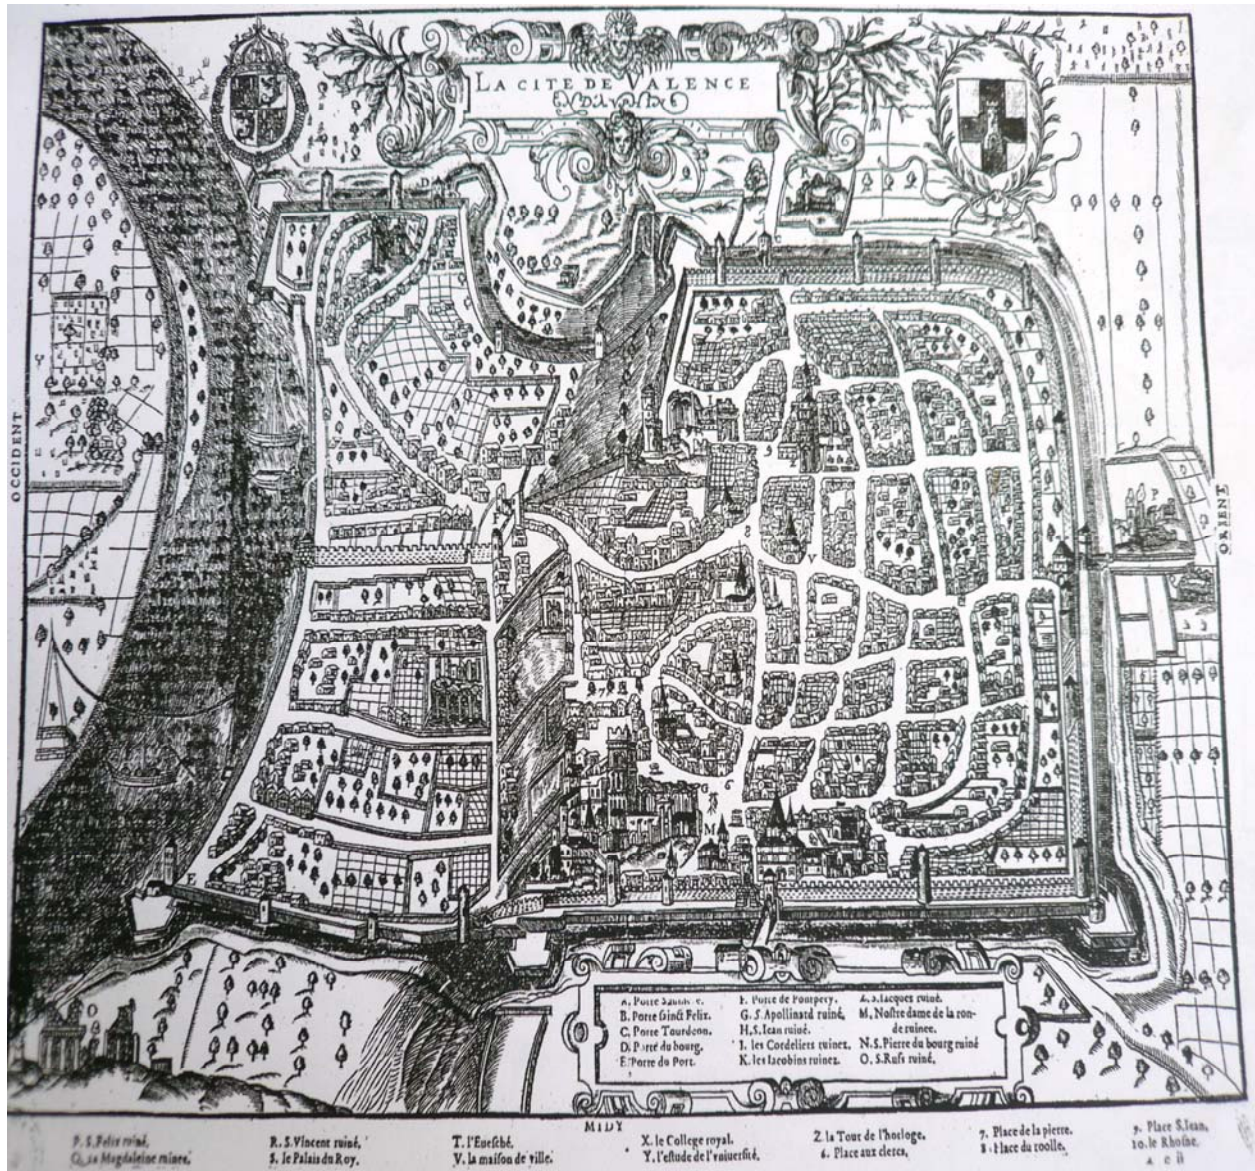 LA CITE DE VALENCE
OCCIDENT
ORIENT
A. Porte
B. Porte sainct Felix.
C. Porte Tourdeon.
D. Porte du bourg.
E. Porte du Port.
F. Porte de Pompery.
G. S. Apollinard ruiné,
H. S. Iean ruiné.
I. les Cordeliers ruinez.
K. les Iacobins ruinez.
L. S. Iacques ruiné.
M. Nostre dame de la ron-
de ruinee.
N. S. Pierre du bourg ruiné
O. S. Rufs ruiné.
MIDY
P. S. Felix ruiné,
Q. la Magdaleine ruinee,
R. S. Vincent ruiné,
S. le Palais du Roy,
T. l'Euesché.
V. la maison de ville.
X. le College royal.
Y. l'estude de l'vniuersité.
Z. la Tout de l'horloge.
6. Place aux clercs,
7. Place de la pierre.
8. Place du roolle.
9. Place S. Iean,
10. le Rhosne.